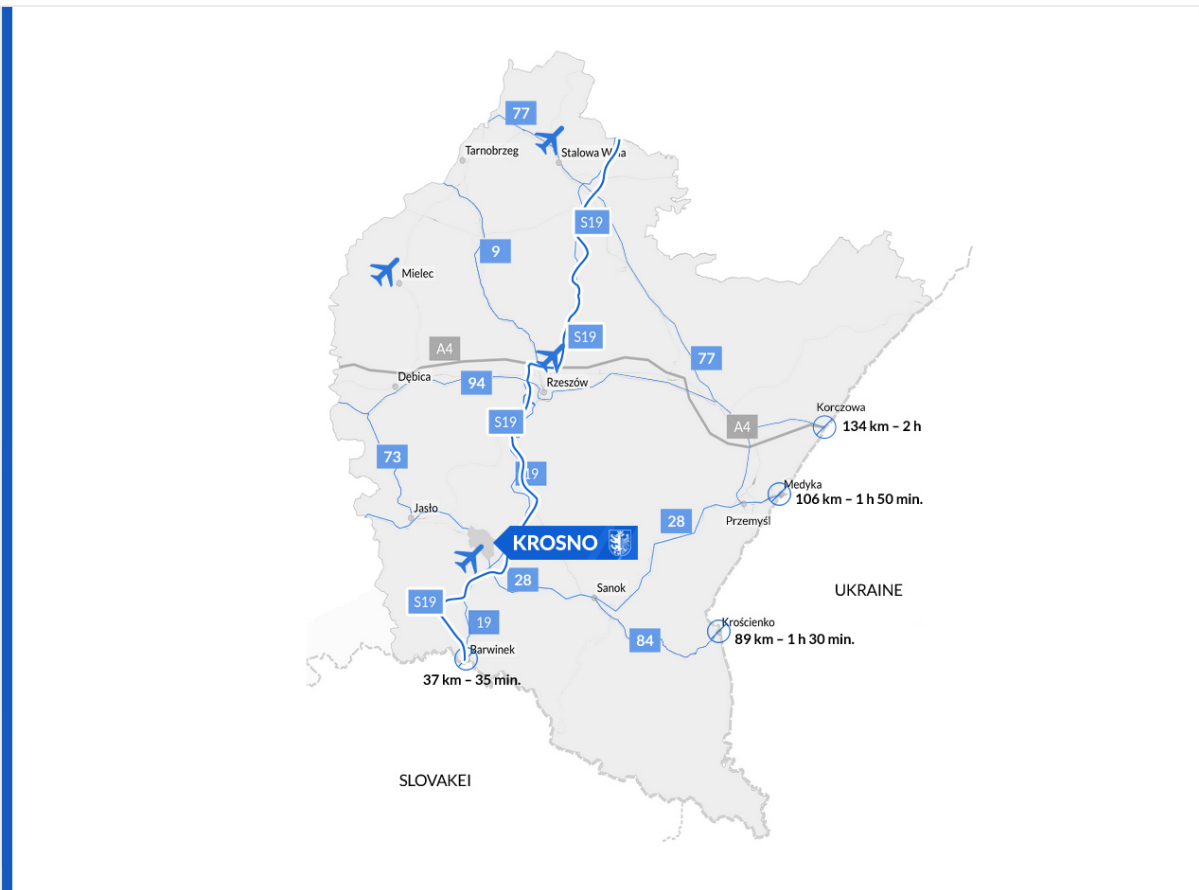 77
Tarnobrzeg
Stalowa Wola
S19
9
Mielec
S19
A4
77
Dębica
94
Rzeszów
Korczowa
134 km – 2 h
S19
A4
73
19
Medyka
106 km – 1 h 50 min.
Jasło
28
Przemyśl
KROSNO
28
Sanok
UKRAINE
S19
19
Krościenko
89 km – 1 h 30 min.
84
Barwinek
37 km – 35 min.
SLOVAKEI